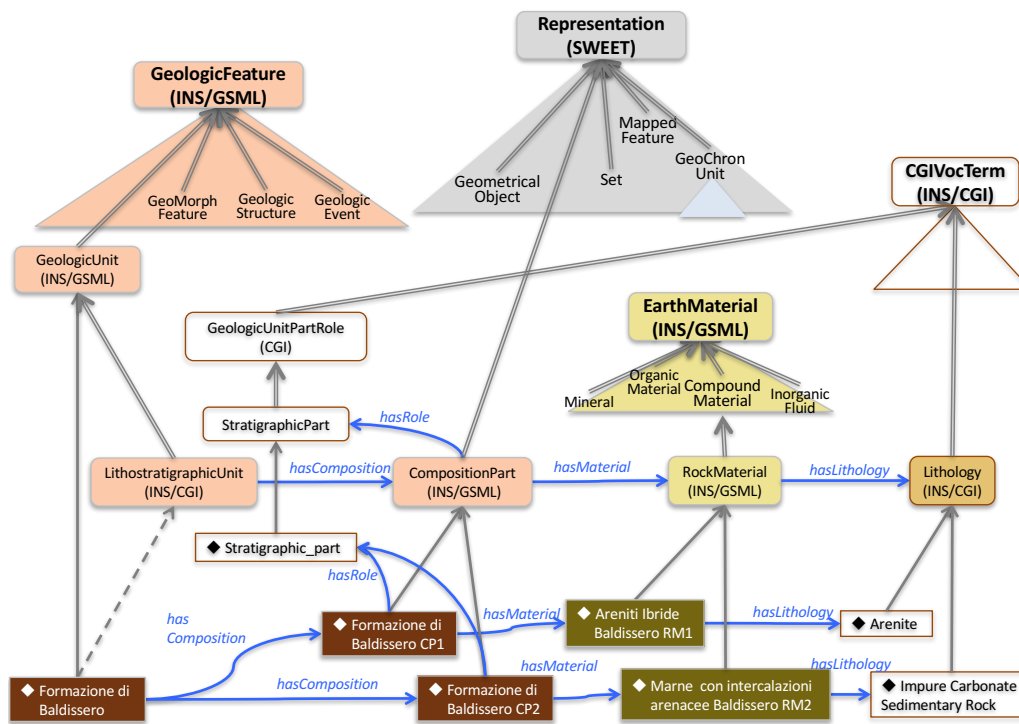 Representation
(SWEET)
GeologicFeature
(INS/GSML)
Mapped
Feature
GeoChron
Unit
Set
Geometrical
Object
CGIVocTerm
(INS/CGI)
GeoMorph
Feature
Geologic
Structure
Geologic
Event
GeologicUnit
(INS/GSML)
GeologicUnitPartRole
(CGI)
EarthMaterial
(INS/GSML)
Mineral
Organic
Material
Compound
Material
Inorganic
Fluid
StratigraphicPart
hasRole
LithostratigraphicUnit
(INS/CGI)
hasComposition
CompositionPart
(INS/GSML)
hasMaterial
RockMaterial
(INS/GSML)
hasLithology
Lithology
(INS/CGI)
◆ Stratigraphic_part
hasRole
has
Composition
◆ Formazione di
Baldissero CP1
hasMaterial
◆ Areniti Ibride
Baldissero RM1
hasLithology
◆ Arenite
◆ Formazione di
Baldissero
hasComposition
◆ Formazione di
Baldissero CP2
hasMaterial
◆ Marne con intercalazioni
arenacee Baldissero RM2
hasLithology
◆ Impure Carbonate
Sedimentary Rock